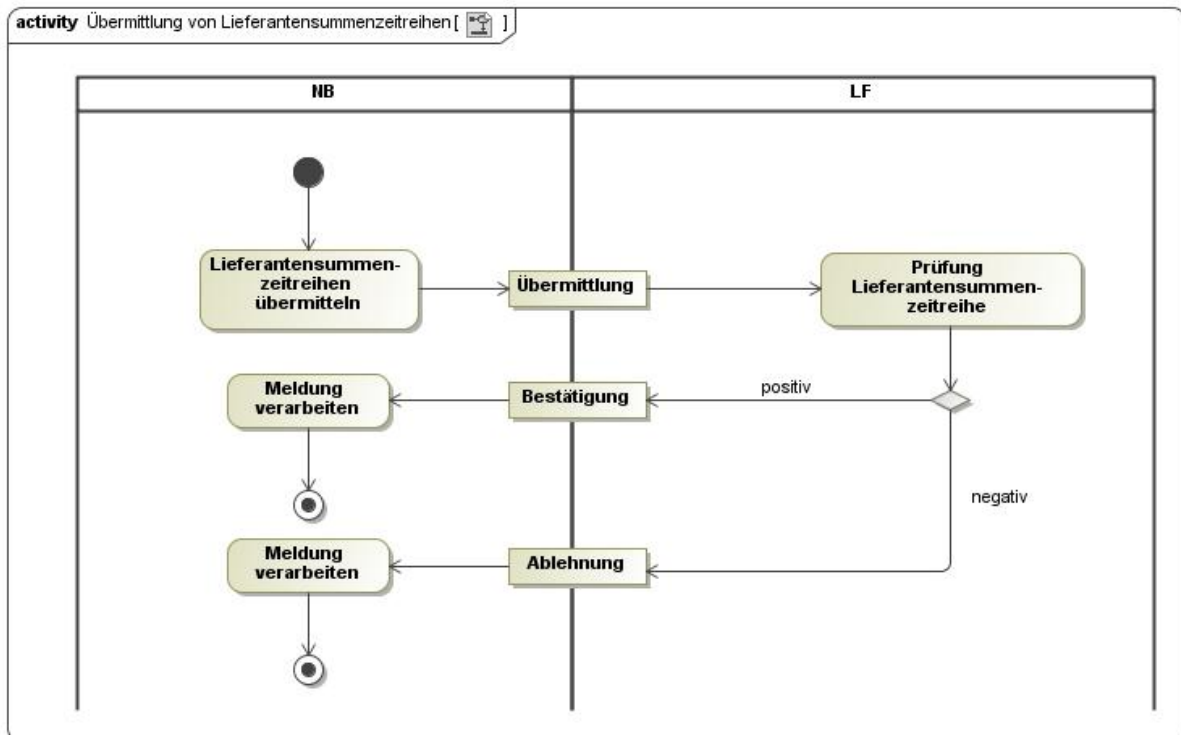 activity Übermittlung von Lieferantensummenzeitreihen [ ]
NB
LF
Lieferantensummen-
zeitreihen
übermitteln
Übermittlung
Prüfung
Lieferantensummen-
zeitreihe
Meldung
verarbeiten
Bestätigung
positiv
negativ
Meldung
verarbeiten
Ablehnung